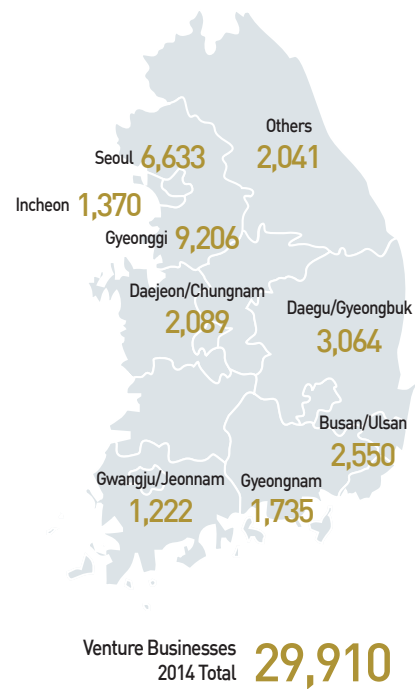 Others
2,041
Seoul 6,633
Incheon 1,370
Gyeonggi 9,206
Daejeon/Chungnam
2,089
Daegu/Gyeongbuk
3,064
Busan/Ulsan
2,550
Gwangju/Jeonnam
1,222
Gyeongnam
1,735
Venture Businesses
2014 Total
29,910